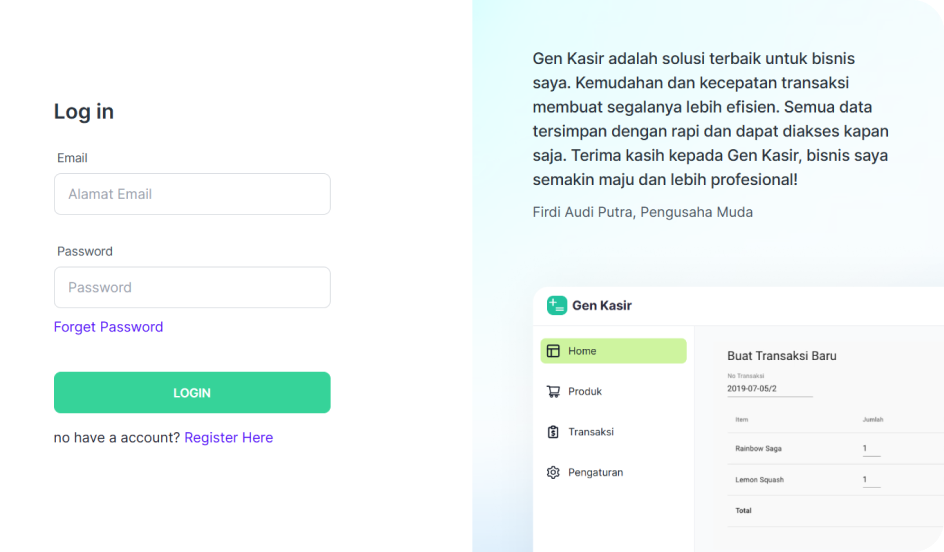 Log in
Email
Alamat Email
Password
Password
Forget Password
LOGIN
no have a account? Register Here
Gen Kasir adalah solusi terbaik untuk bisnis
saya. Kemudahan dan kecepatan transaksi
membuat segalanya lebih efisien. Semua data
tersimpan dengan rapi dan dapat diakses kapan
saja. Terima kasih kepada Gen Kasir, bisnis saya
semakin maju dan lebih profesional!
Firdi Audi Putra, Pengusaha Muda
Gen Kasir
Home
Produk
Transaksi
Pengaturan
Buat Transaksi Baru
No Transaksi
2019-07-05/2
Item Jumlah
Rainbow Saga 1
Lemon Squash 1
Total